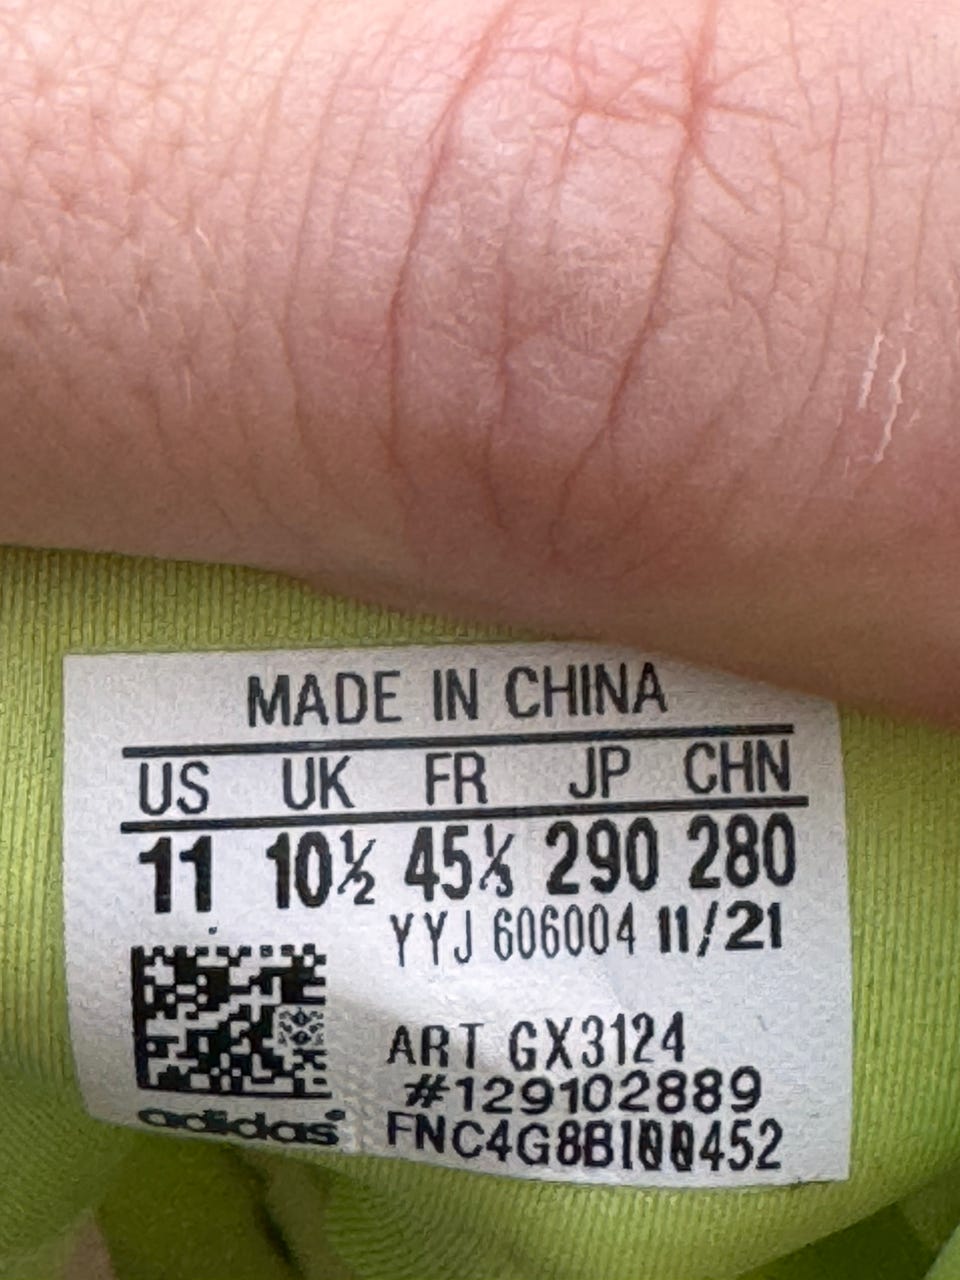 MADE IN CHINA
US UK FR JP CHN
11 10½ 45⅓ 290 280
YYJ 606004 11/21
ART GX3124
#129102889
FNC4G8B100452
adidas